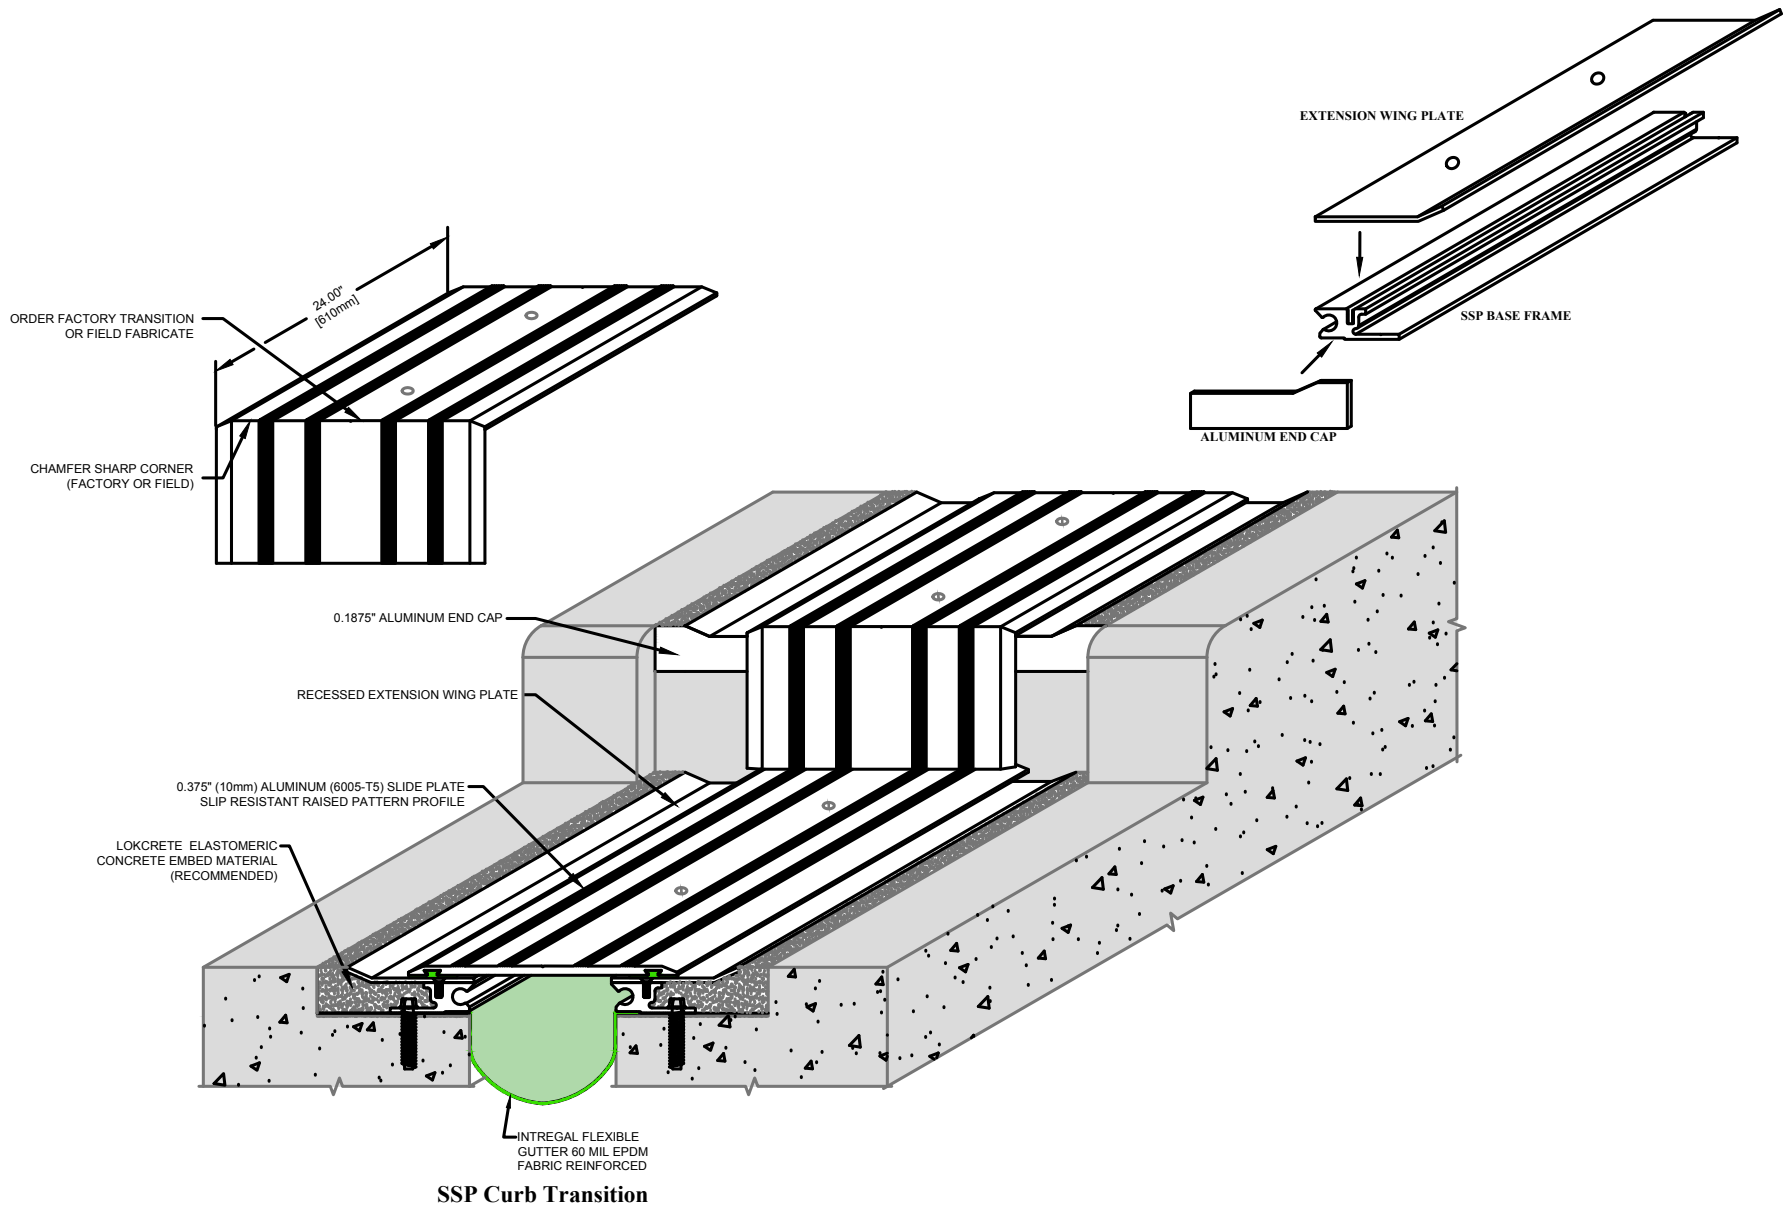 EXTENSION WING PLATE
SSP BASE FRAME
ALUMINUM END CAP
24.00"
[610mm]
ORDER FACTORY TRANSITION
OR FIELD FABRICATE
CHAMFER SHARP CORNER
(FACTORY OR FIELD)
0.1875" ALUMINUM END CAP
RECESSED EXTENSION WING PLATE
0.375" (10mm) ALUMINUM (6005-T5) SLIDE PLATE
SLIP RESISTANT RAISED PATTERN PROFILE
LOKCRETE ELASTOMERIC
CONCRETE EMBED MATERIAL
(RECOMMENDED)
INTREGAL FLEXIBLE
GUTTER 60 MIL EPDM
FABRIC REINFORCED
SSP Curb Transition